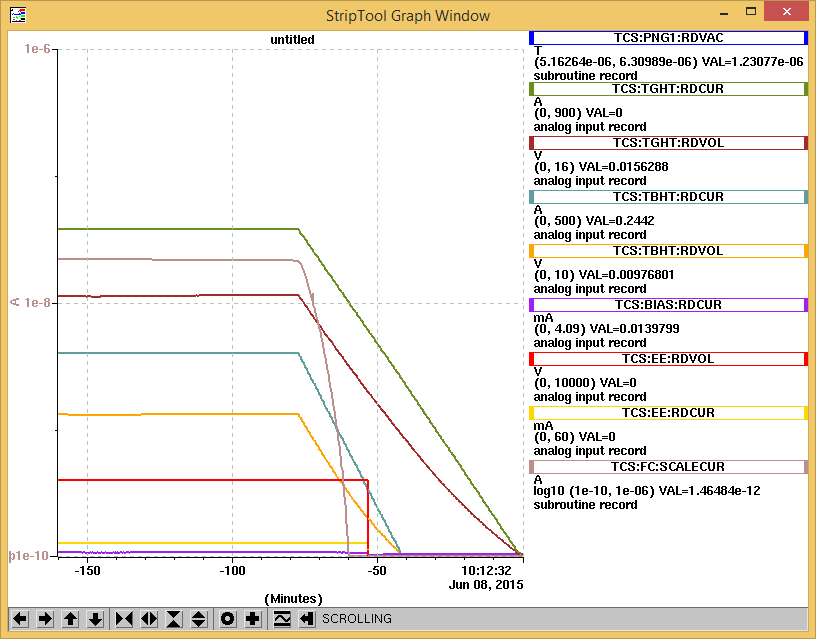 StripTool Graph Window
untitled
1e-6
A
1e-8
1e-10
-150
-100
-50
10:12:32
Jun 08, 2015
(Minutes)
TCS:PNG1:RDVAC
T
(5.16264e-06, 6.30989e-06) VAL=1.23077e-06
subroutine record
TCS:TGHT:RDCUR
A
(0, 900) VAL=0
analog input record
TCS:TGHT:RDVOL
V
(0, 16) VAL=0.0156288
analog input record
TCS:TBHT:RDCUR
A
(0, 500) VAL=0.2442
analog input record
TCS:TBHT:RDVOL
V
(0, 10) VAL=0.00976801
analog input record
TCS:BIAS:RDCUR
mA
(0, 4.09) VAL=0.0139799
analog input record
TCS:EE:RDVOL
V
(0, 10000) VAL=0
analog input record
TCS:EE:RDCUR
mA
(0, 60) VAL=0
analog input record
TCS:FC:SCALECUR
A
log10 (1e-10, 1e-06) VAL=1.46484e-12
subroutine record
SCROLLING